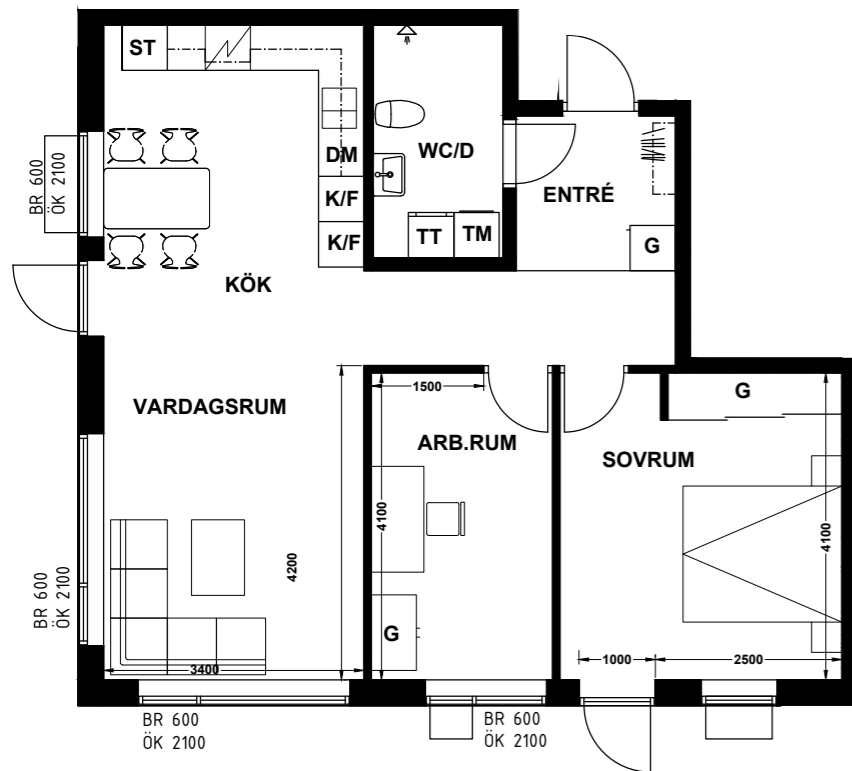 ST
DM
WC/D
K/F
K/F
TT
TM
ENTRÉ
G
BR 600
ÖK 2100
KÖK
VARDAGSRUM
1500
ARB.RUM
4100
G
SOVRUM
G
4100
4200
BR 600
ÖK 2100
3400
1000
2500
BR 600
ÖK 2100
BR 600
ÖK 2100